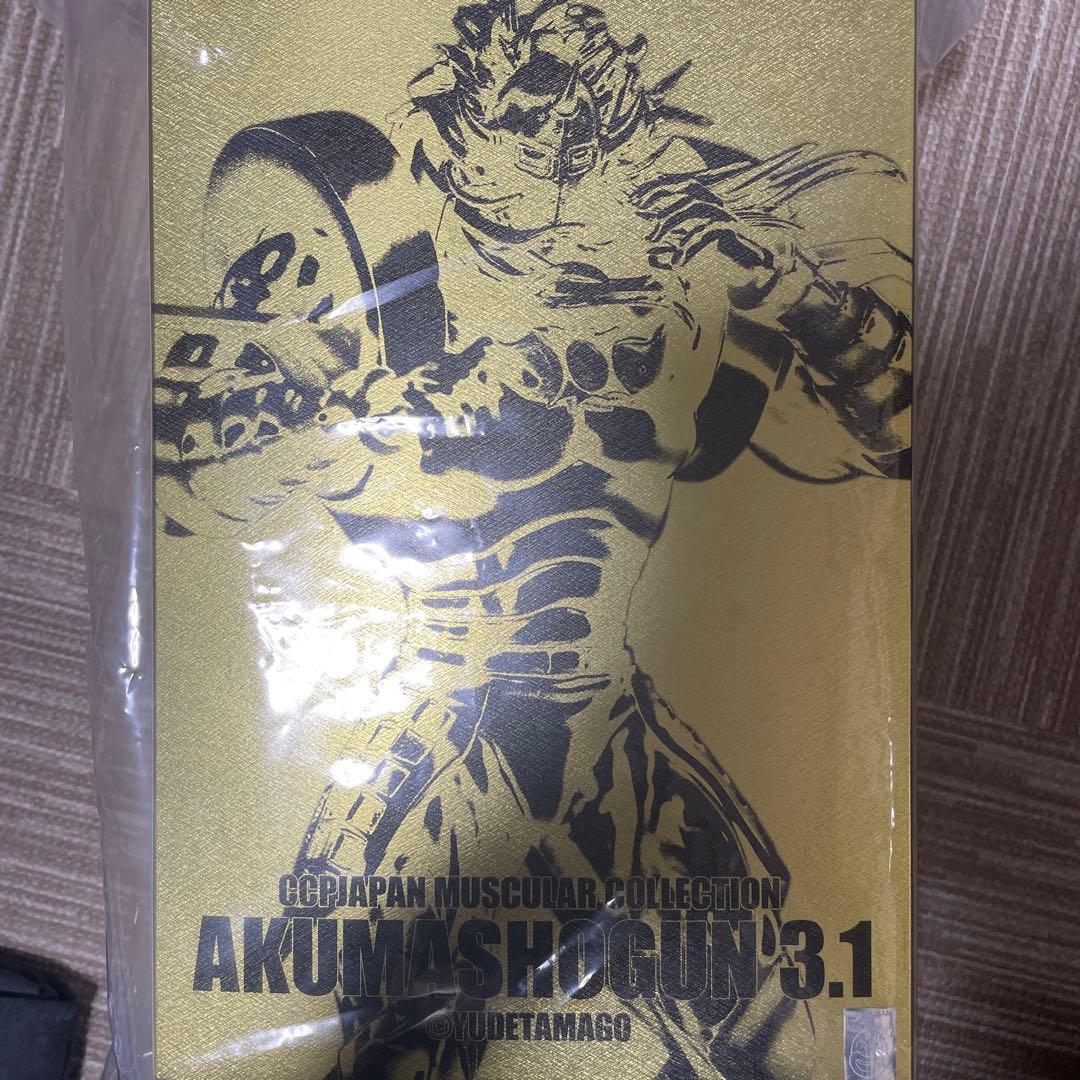 CCPJAPAN MUSCULAR COLLECTION
AKUMASHOGUN 3.1
©YUDETAMAGO